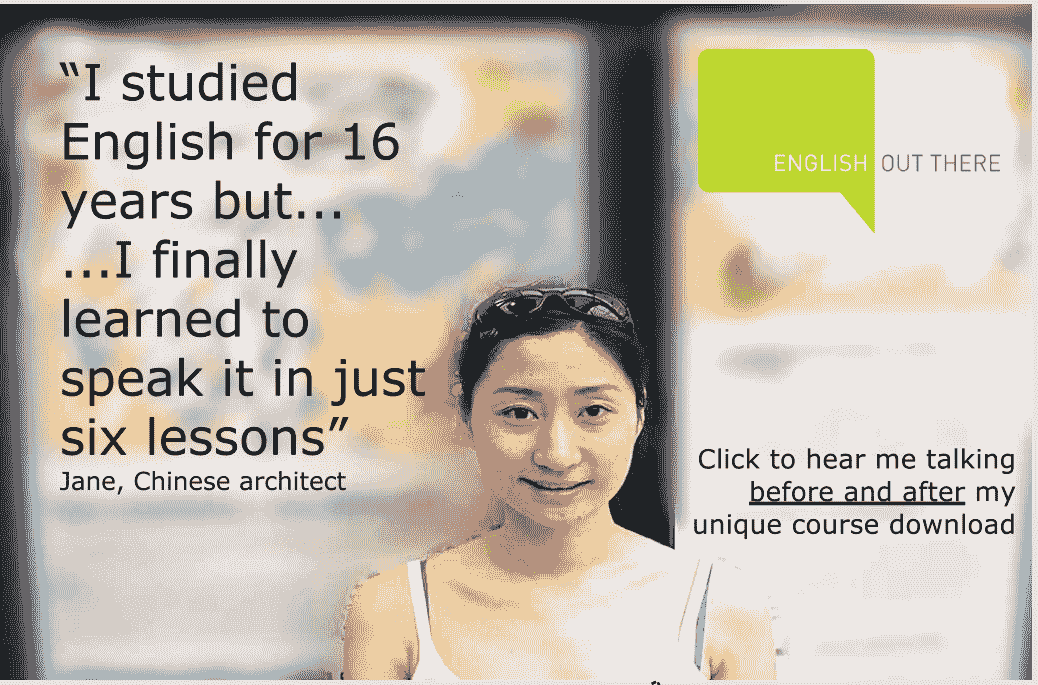 “I studied
English for 16
years but...
...I finally
learned to
speak it in just
six lessons”
Jane, Chinese architect
ENGLISH OUT THERE
Click to hear me talking
before and after my
unique course download